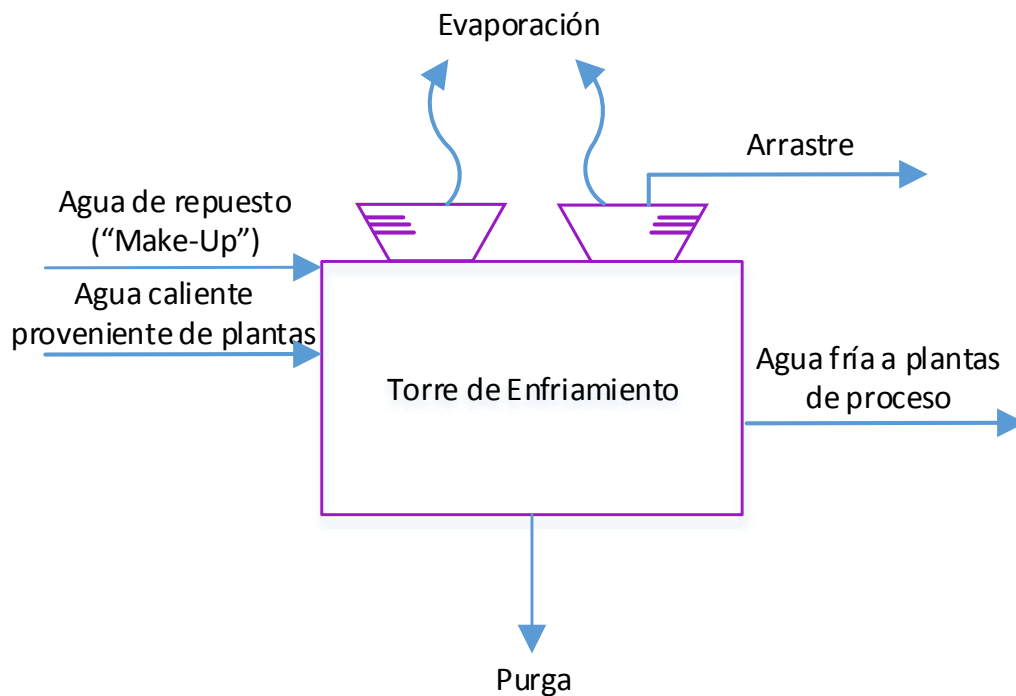 Evaporación
Arrastre
Agua de repuesto
(“Make-Up”)
Agua caliente
proveniente de plantas
Torre de Enfriamiento
Agua fría a plantas
de proceso
Purga